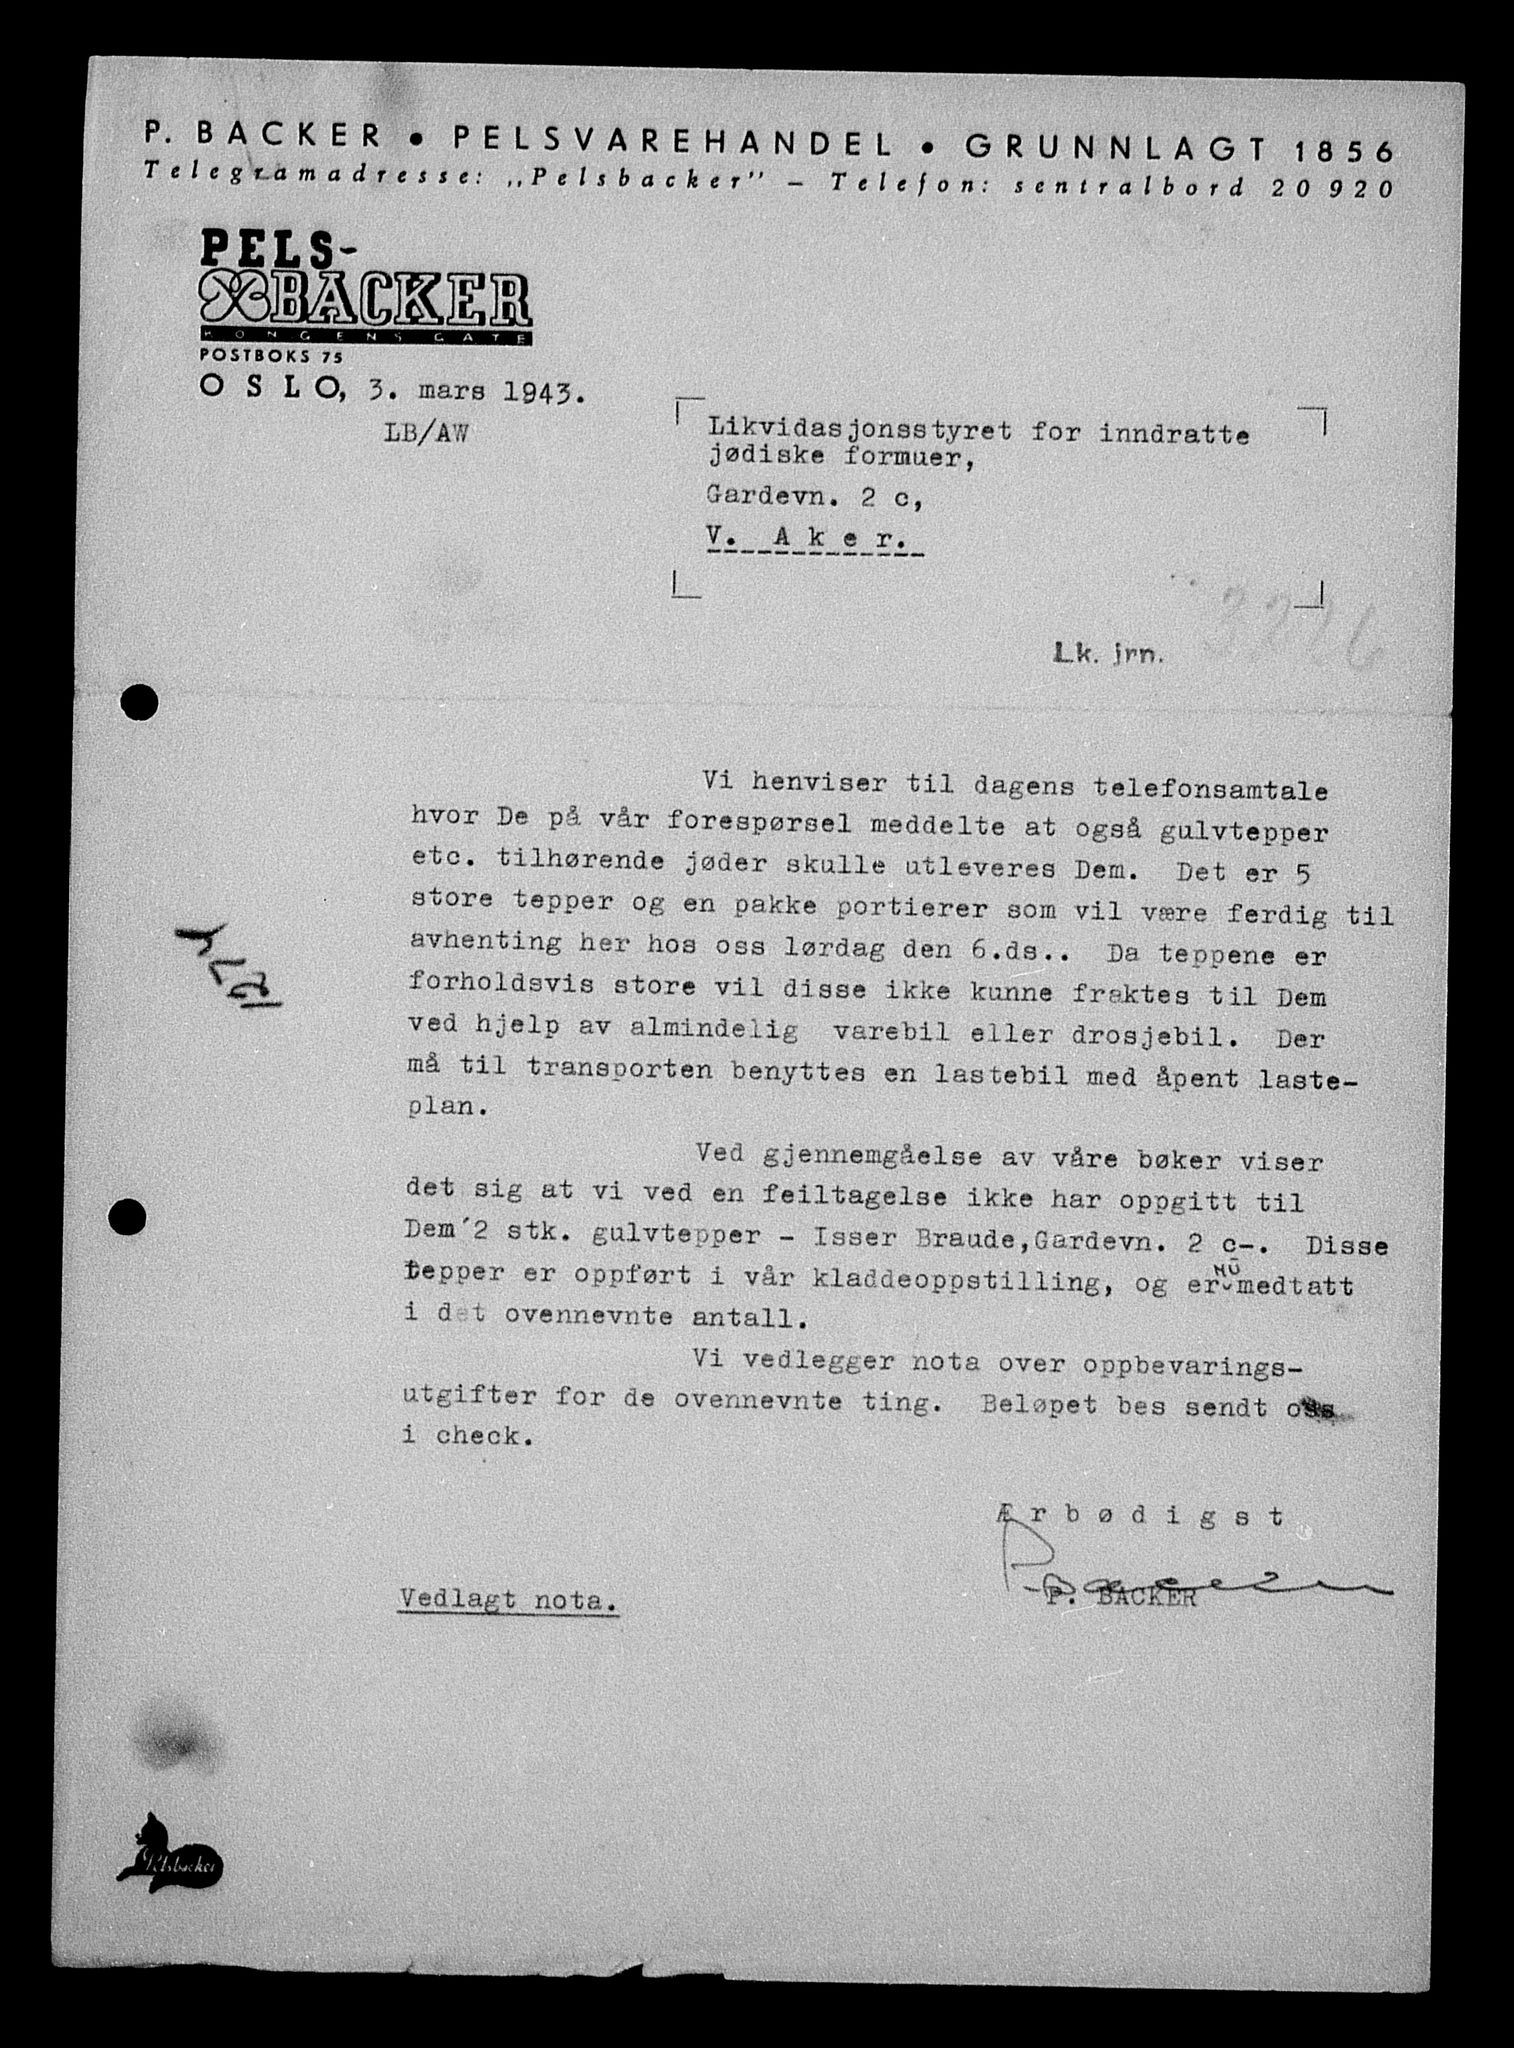 P. BACKER • PELSVAREHANDEL • GRUNNLAGT 1856
Telegramadresse: „Pelsbacker” – Telefon: sentralbord 20920
PELS-
BACKER
KONGENS GATE
POSTBOKS 75
OSLO, 3. mars 1943.
LB/AW
Likvidasjonsstyret for inndratte
jødiske formuer,
Gardevn. 2 c,
V. Aker.
Lk. jrn. 3226
Vi henviser til dagens telefonsamtale
hvor De på vår forespørsel meddelte at også gulvtepper
etc. tilhørende jøder skulle utleveres Dem. Det er 5
store tepper og en pakke portierer som vil være ferdig til
avhenting her hos oss lørdag den 6.ds.. Da teppene er
forholdsvis store vil disse ikke kunne fraktes til Dem
ved hjelp av almindelig varebil eller drosjebil. Der
må til transporten benyttes en lastebil med åpent laste-
plan.
Ved gjennemgåelse av våre bøker viser
det sig at vi ved en feiltagelse ikke har oppgitt til
Dem 2 stk. gulvtepper - Isser Braude,Gardevn. 2 c-. Disse
tepper er oppført i vår kladdeoppstilling, og er NU medtatt
i det ovennevnte antall.
Vi vedlegger nota over oppbevarings-
utgifter for de ovennevnte ting. Beløpet bes sendt oss
i check.
Ærbødigst
P. BACKER
Vedlagt nota.
Pelsbacker